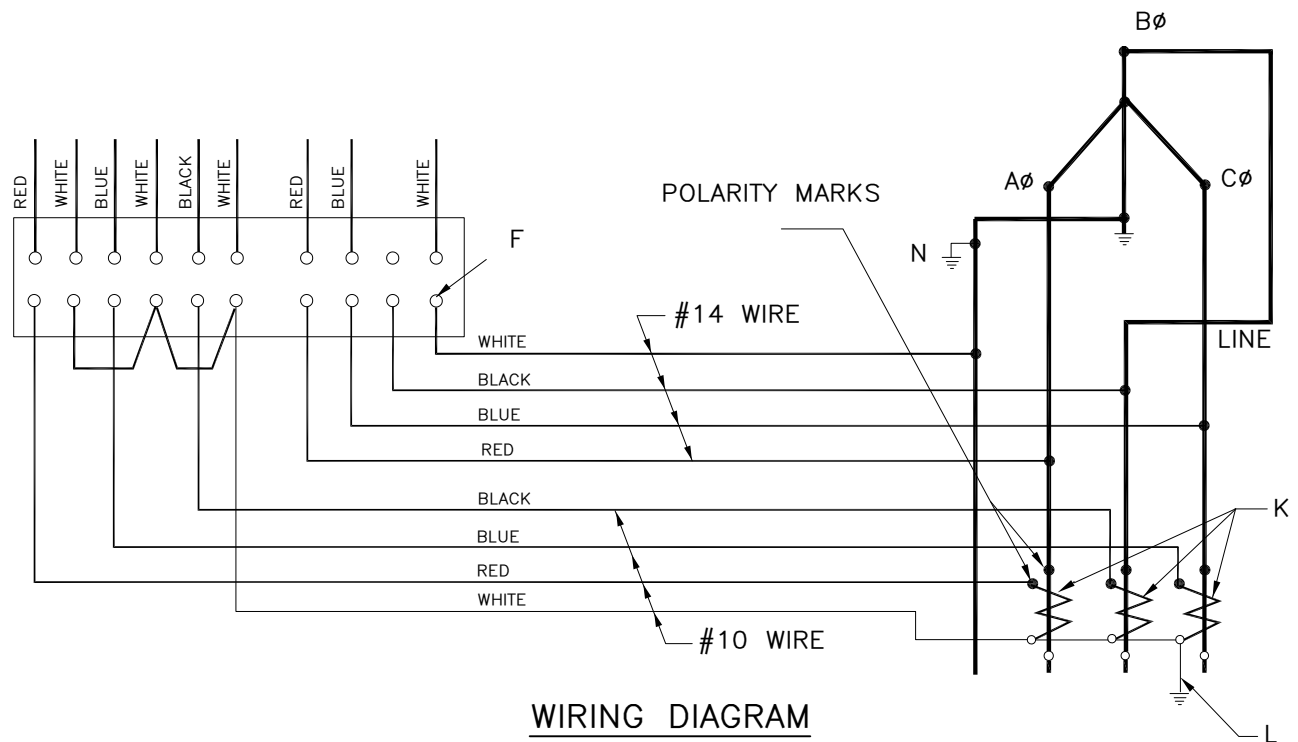 BØ
AØ
CØ
POLARITY MARKS
RED
WHITE
BLUE
WHITE
BLACK
WHITE
RED
BLUE
WHITE
F
N
#14 WIRE
LINE
WHITE
BLACK
BLUE
RED
BLACK
K
BLUE
RED
WHITE
#10 WIRE
WIRING DIAGRAM
L